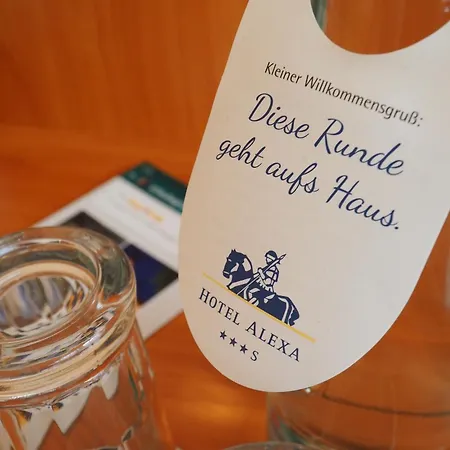 Kleiner Willkommensgruß:
Diese Runde
geht aufs Haus.
HOTEL ALEXA
★★★S